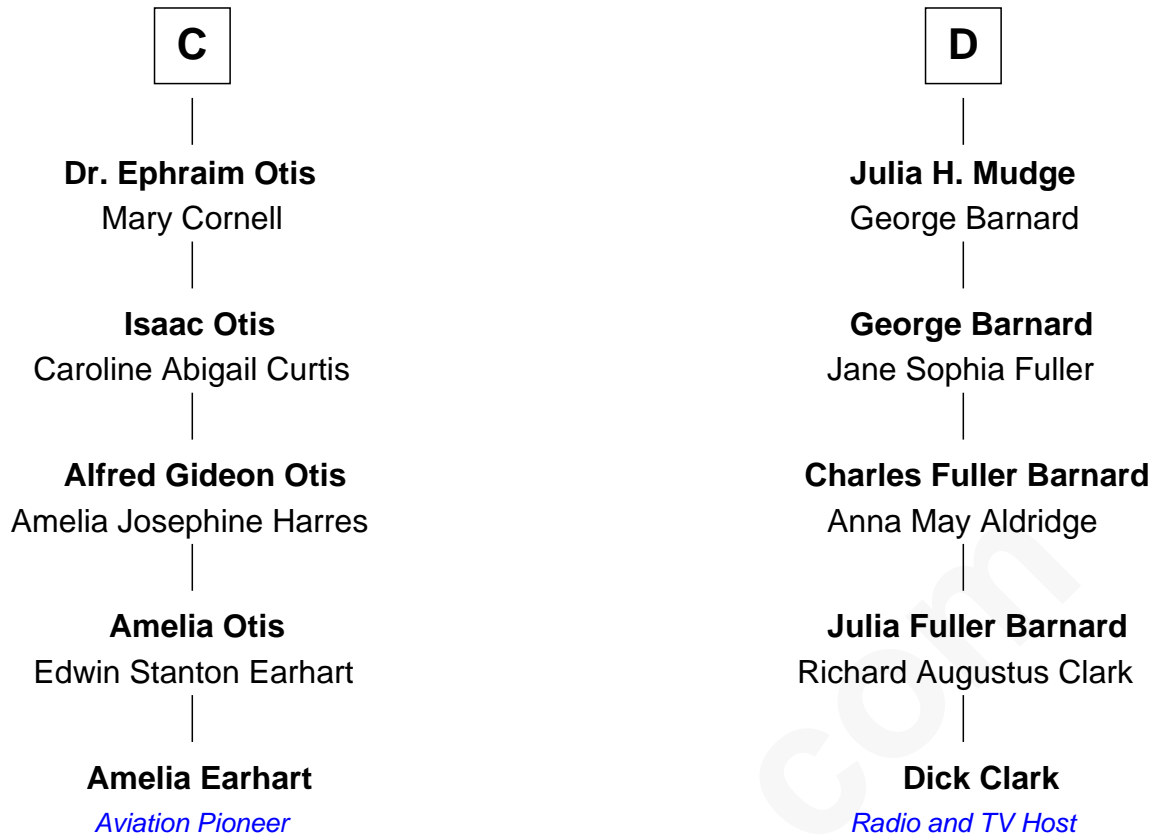 C
Dr. Ephraim Otis
Mary Cornell
Isaac Otis
Caroline Abigail Curtis
Alfred Gideon Otis
Amelia Josephine Harres
Amelia Otis
Edwin Stanton Earhart
Amelia Earhart
Aviation Pioneer
D
Julia H. Mudge
George Barnard
George Barnard
Jane Sophia Fuller
Charles Fuller Barnard
Anna May Aldridge
Julia Fuller Barnard
Richard Augustus Clark
Dick Clark
Radio and TV Host
com